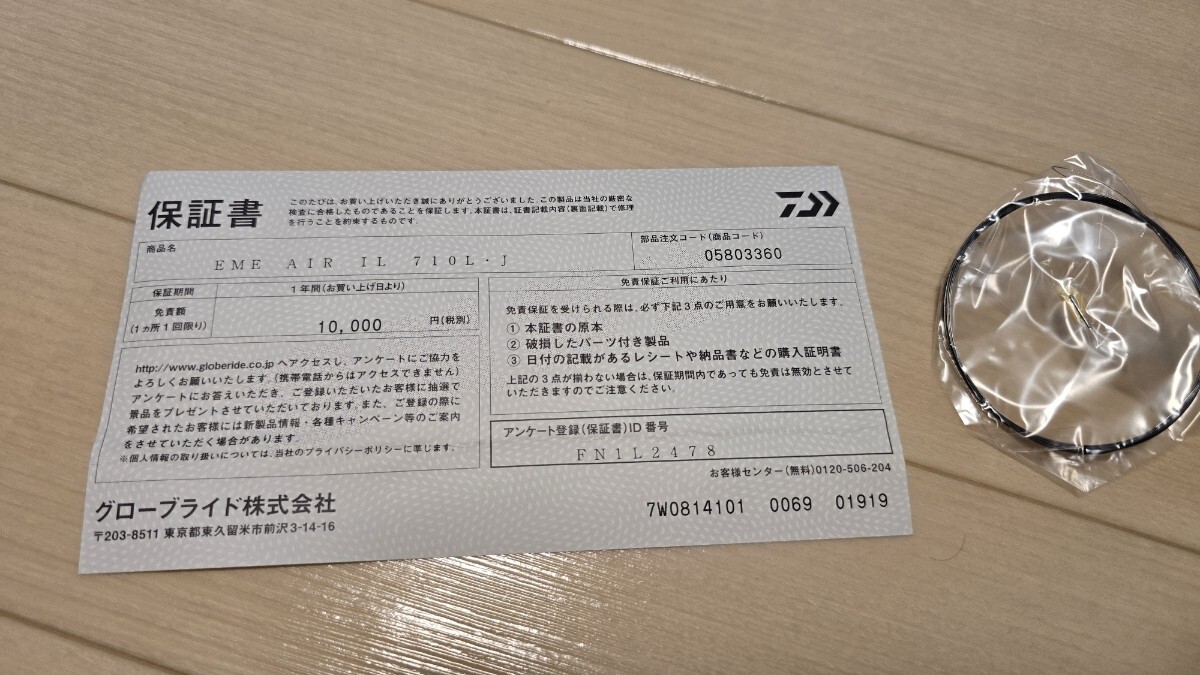 保証書
このたびは、お買い上げいただき誠にありがとうございました。この製品は当社の厳密な
検査に合格したものであることを保証します。本証書は、証書記載内容(裏面記載)で修理
を行うことを約束するものです。
商品名
EME AIR IL 710L・J
部品注文コード(商品コード)
05803360
保証期間
1年間(お買い上げ日より)
免責額
(1ヵ所1回限り)
10,000
円(税別)
http://www.globeride.co.jp へアクセスし、アンケートにご協力を
よろしくお願いいたします。(携帯電話からはアクセスできません)
アンケートにお答えいただき、ご登録いただいたお客様に抽選で
景品をプレゼントさせていただいております。また、ご登録の際に
希望されたお客様には新製品情報・各種キャンペーン等のご案内
をさせていただく場合があります。
※個人情報の取り扱いについては、当社のプライバシーポリシーに準じます。
免責保証ご利用にあたり
免責保証を受けられる際は、必ず下記3点のご用意をお願いいたします。
① 本証書の原本
② 破損したパーツ付き製品
③ 日付の記載があるレシートや納品書などの購入証明書
上記の3点が揃わない場合は、保証期間内であっても免責は無効とさせて
いただきますのでご注意ください。
アンケート登録(保証書)ID番号
FN1L2478
お客様センター(無料)0120-506-204
グローブライド株式会社
〒203-8511 東京都東久留米市前沢3-14-16
7W0814101 0069 01919